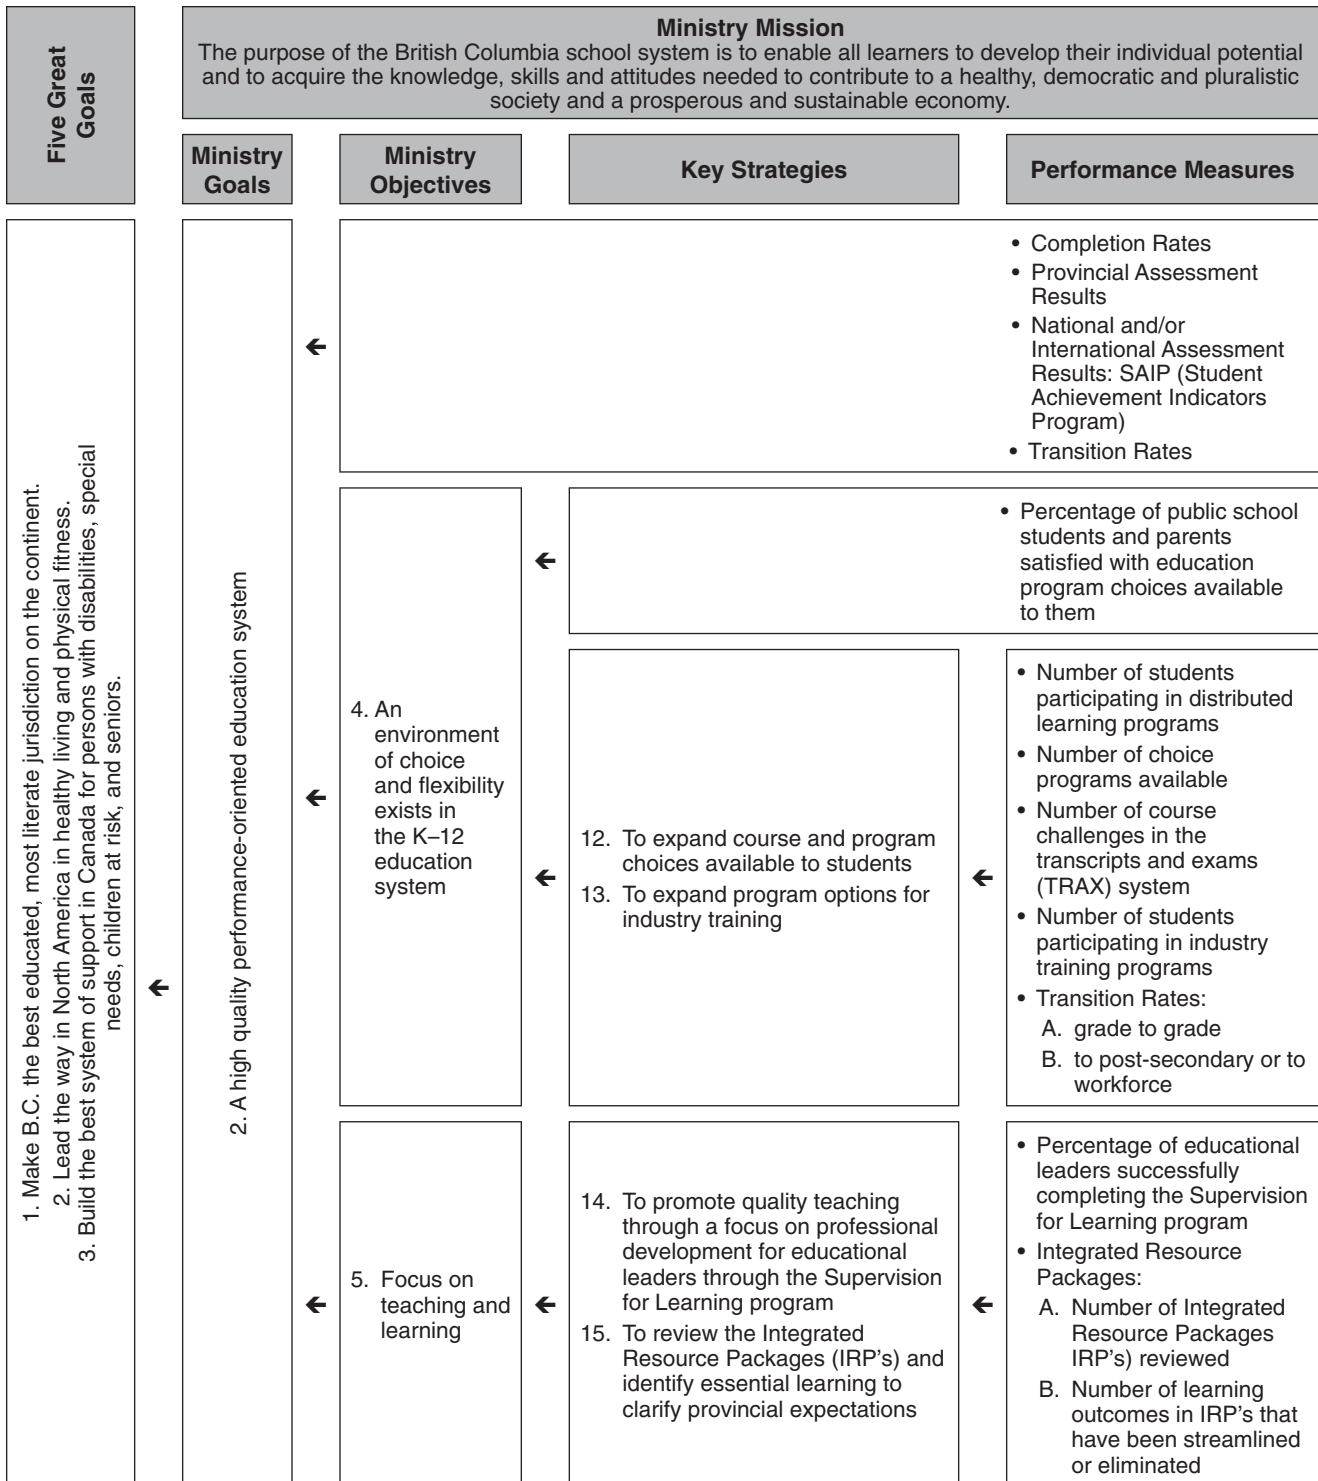 Five Great
Goals
Ministry Mission
The purpose of the British Columbia school system is to enable all learners to develop their individual potential
and to acquire the knowledge, skills and attitudes needed to contribute to a healthy, democratic and pluralistic
society and a prosperous and sustainable economy.
Ministry
Goals
Ministry
Objectives
Key Strategies
Performance Measures
1. Make B.C. the best educated, most literate jurisdiction on the continent.
2. Lead the way in North America in healthy living and physical fitness.
3. Build the best system of support in Canada for persons with disabilities, special
needs, children at risk, and seniors.
2. A high quality performance-oriented education system
• Completion Rates
• Provincial Assessment
Results
• National and/or
International Assessment
Results: SAIP (Student
Achievement Indicators
Program)
• Transition Rates
4. An
environment
of choice
and flexibility
exists in
the K–12
education
system
• Percentage of public school
students and parents
satisfied with education
program choices available
to them
12. To expand course and program
choices available to students
13. To expand program options for
industry training
• Number of students
participating in distributed
learning programs
• Number of choice
programs available
• Number of course
challenges in the
transcripts and exams
(TRAX) system
• Number of students
participating in industry
training programs
• Transition Rates:
A. grade to grade
B. to post-secondary or to
workforce
5. Focus on
teaching and
learning
14. To promote quality teaching
through a focus on professional
development for educational
leaders through the Supervision
for Learning program
15. To review the Integrated
Resource Packages (IRP's) and
identify essential learning to
clarify provincial expectations
• Percentage of educational
leaders successfully
completing the Supervision
for Learning program
• Integrated Resource
Packages:
A. Number of Integrated
Resource Packages
IRP's) reviewed
B. Number of learning
outcomes in IRP's that
have been streamlined
or eliminated